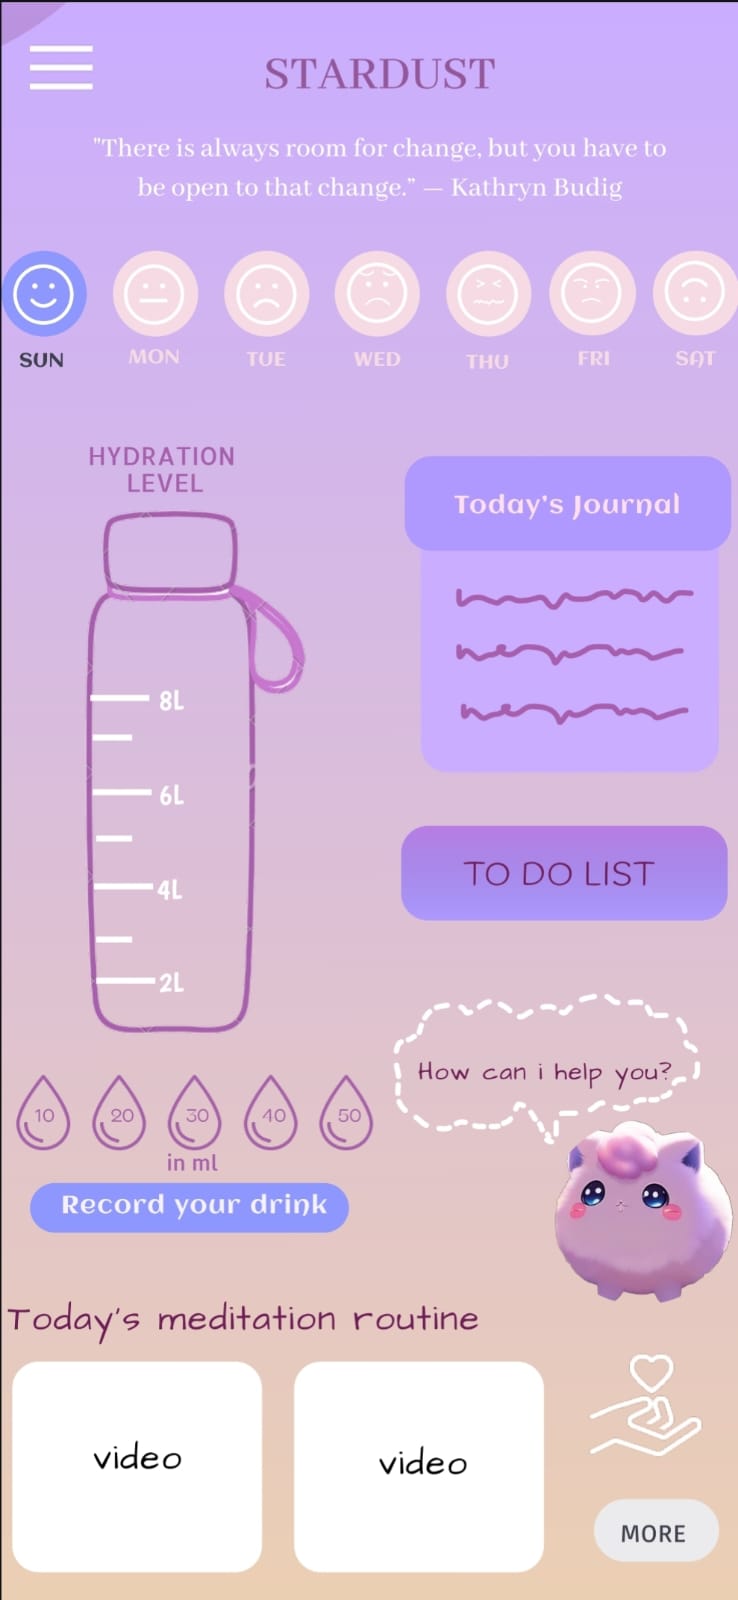 STARDUST
"There is always room for change, but you have to
be open to that change.” — Kathryn Budig
SUN MON TUE WED THU FRI SAT
HYDRATION
LEVEL
8L
6L
4L
2L
Today's Journal
TO DO LIST
How can i help you?
10 20 30 40 50
in ml
Record your drink
Today's meditation routine
video
video
MORE